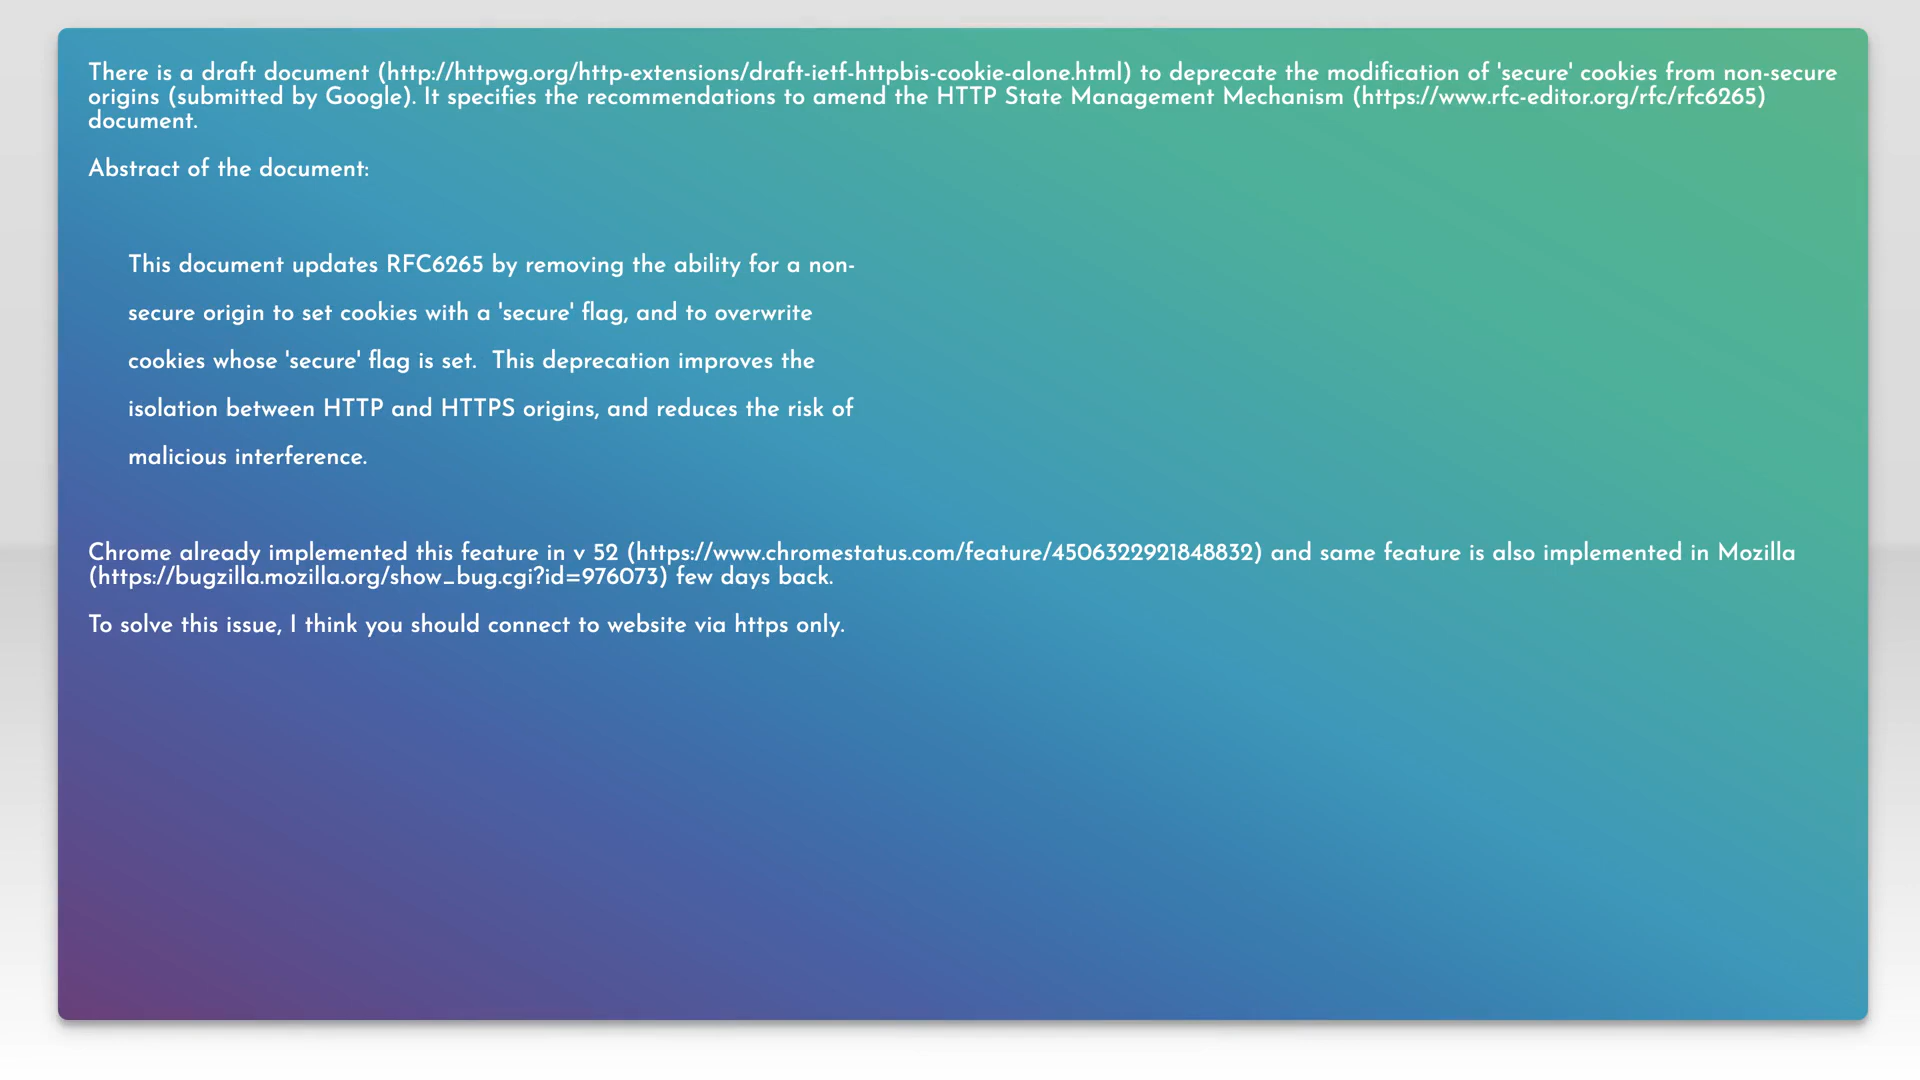 There is a draft document (http://httpwg.org/http-extensions/draft-ietf-httpbis-cookie-alone.html) to deprecate the modification of 'secure' cookies from non-secure
origins (submitted by Google). It specifies the recommendations to amend the HTTP State Management Mechanism (https://www.rfc-editor.org/rfc/rfc6265)
document.
Abstract of the document:
This document updates RFC6265 by removing the ability for a non-
secure origin to set cookies with a 'secure' flag, and to overwrite
cookies whose 'secure' flag is set.  This deprecation improves the
isolation between HTTP and HTTPS origins, and reduces the risk of
malicious interference.
Chrome already implemented this feature in v 52 (https://www.chromestatus.com/feature/4506322921848832) and same feature is also implemented in Mozilla
(https://bugzilla.mozilla.org/show_bug.cgi?id=976073) few days back.
To solve this issue, I think you should connect to website via https only.